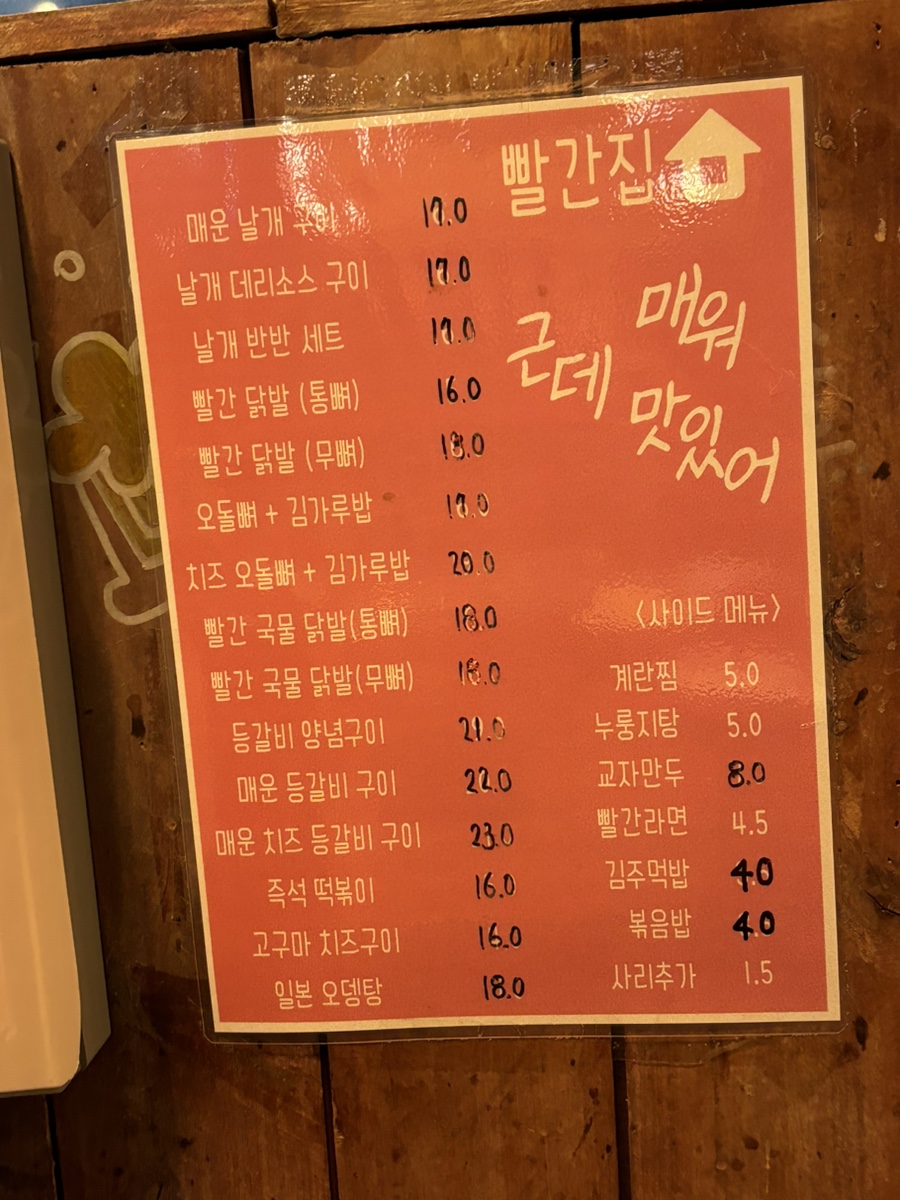 빨간집
매운 날개 구이 17.0
날개 데리소스 구이 17.0
날개 반반 세트 17.0
빨간 닭발 (통뼈) 16.0
빨간 닭발 (무뼈) 18.0
오돌뼈 + 김가루밥
치즈 오돌뼈 + 김가루밥 20.0
빨간 국물 닭발(통뼈) 18.0
빨간 국물 닭발(무뼈) 18.0
등갈비 양념구이 21.0
매운 등갈비 구이 22.0
매운 치즈 등갈비 구이 23.0
즉석 떡볶이 16.0
고구마 치즈구이 16.0
일본 오뎅탕 18.0
매워
근데
맛있어
<사이드 메뉴>
계란찜 5.0
누룽지탕 5.0
교자만두 8.0
빨간라면 4.5
김주먹밥 4.0
볶음밥 4.0
사리추가 1.5